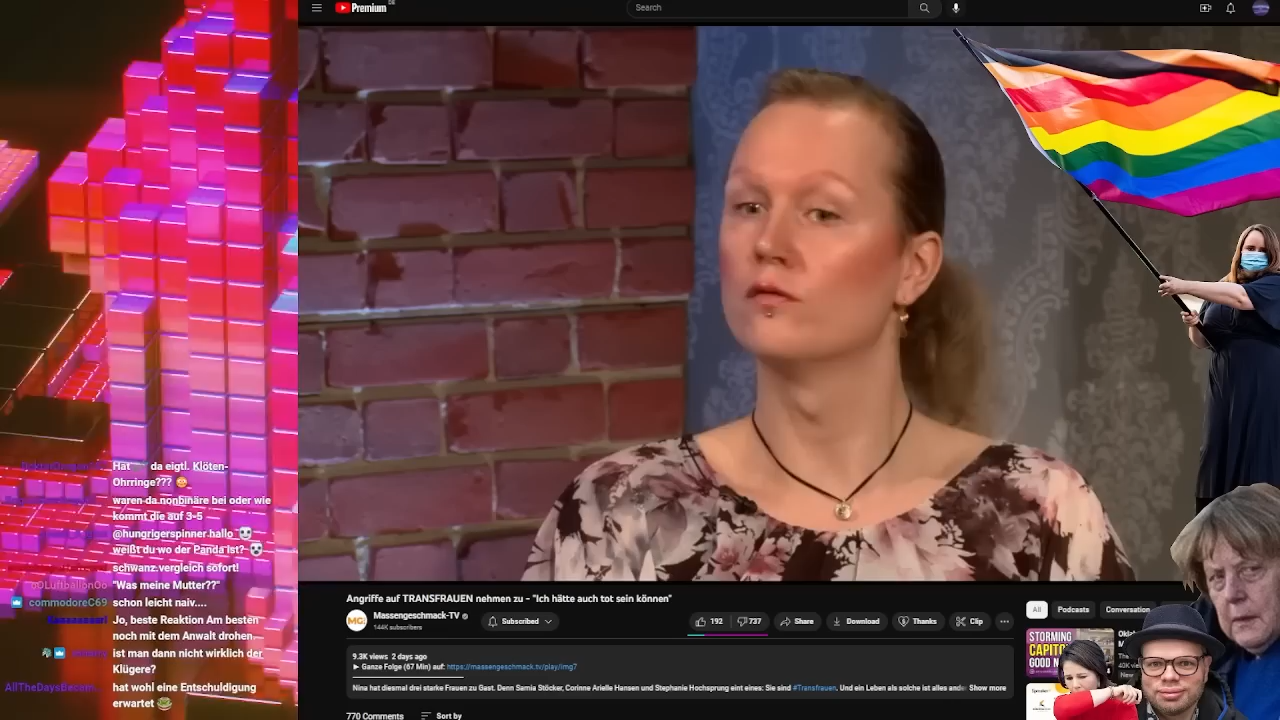 Premium
DE
Search
Hat da eigtl. Klöten-
Ohrringe???
waren da nonbinäre bei oder wie
kommt die auf 3-5
@hungrigerspinner hallo
weißt du wo der Panda ist?
schwanz vergleich sofort!
oOLuftballonOo "Was meine Mutter??"
commodoreC69 schon leicht naiv....
Jo, beste Reaktion Am besten
noch mit dem Anwalt drohen.
ist man dann nicht wirklich der
Klügere?
hat wohl eine Entschuldigung
erwartet
Angriffe auf TRANSFRAUEN nehmen zu - "Ich hätte auch tot sein können"
MG
Massengeschmack-TV
144K subscribers
Subscribed
192
737
Share
Download
Thanks
Clip
9.3K views 2 days ago
► Ganze Folge (67 Min) auf: https://massengeschmack.tv/play/img7
Nina hat diesmal drei starke Frauen zu Gast. Denn Samia Stöcker, Corinne Arielle Hansen und Stephanie Hochsprung eint eines: Sie sind #Transfrauen. Und ein Leben als solche ist alles ande Show more
770 Comments
Sort by
All
Podcasts
Conversation
STORMING
CAPITO
GOOD N
New